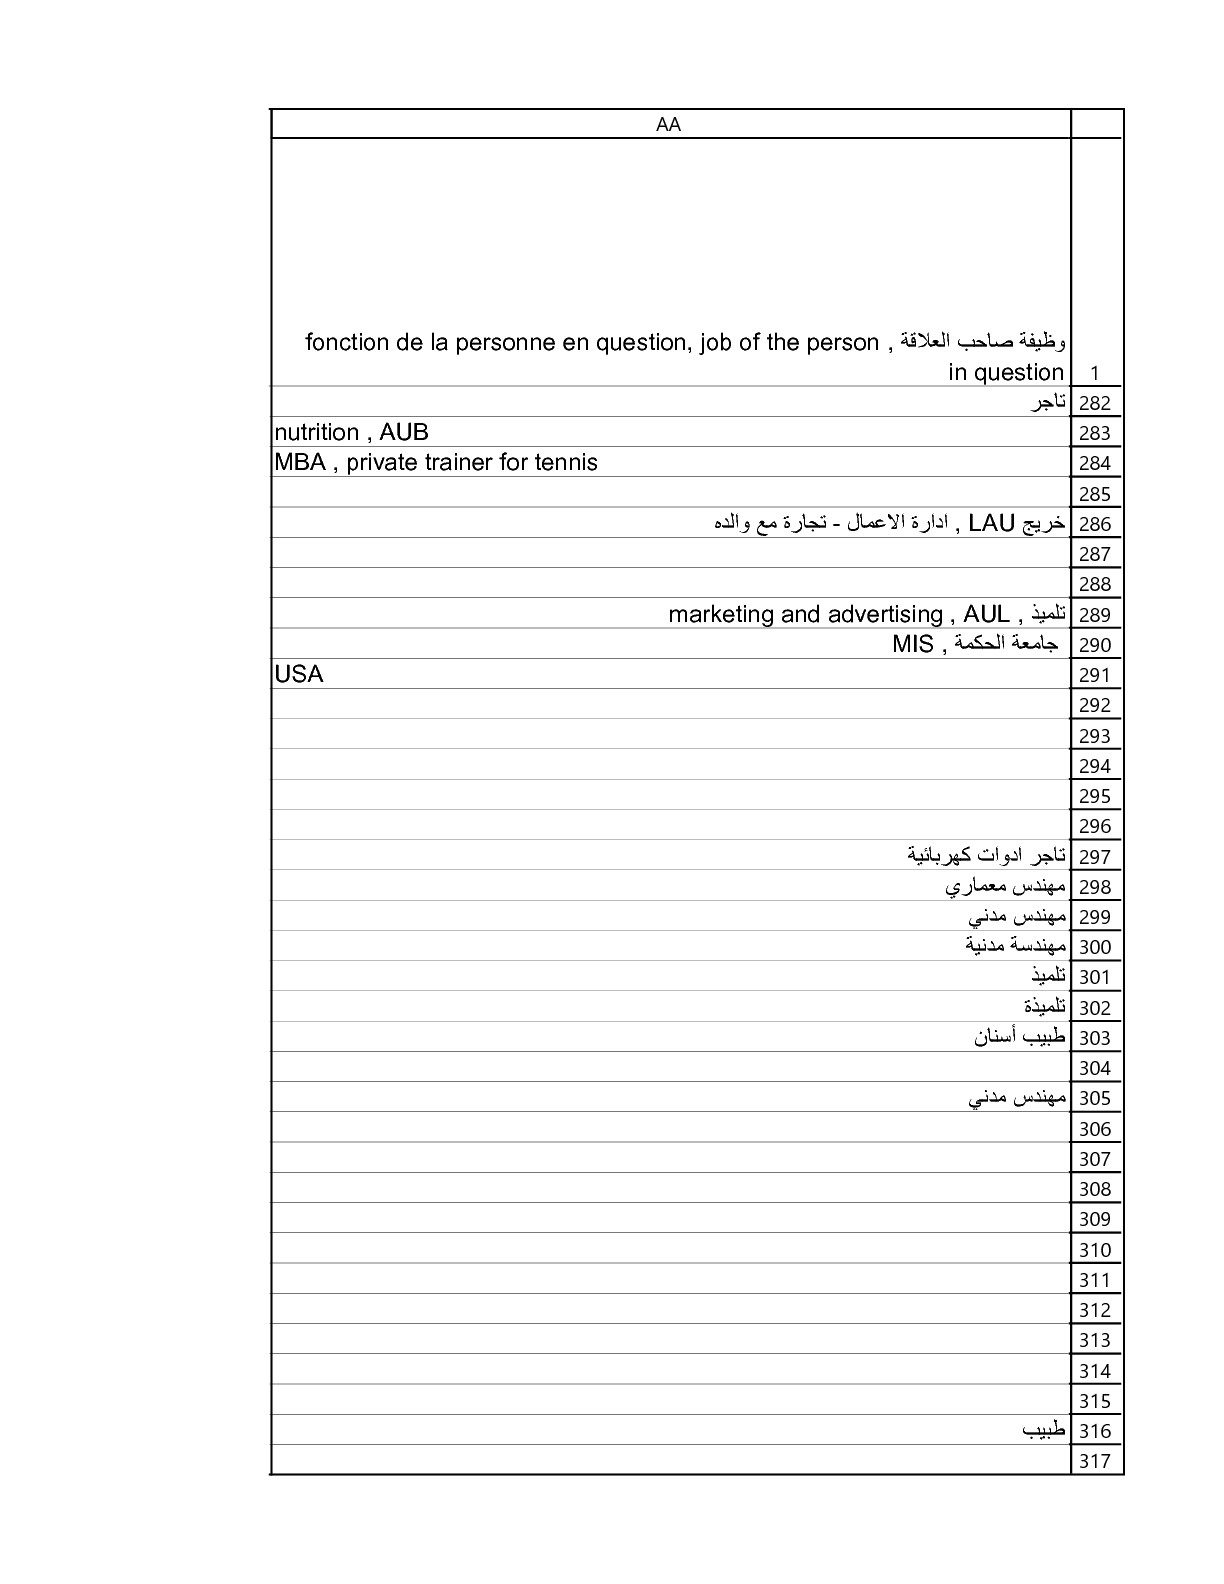 AA
وظيفة صاحب العلاقة , fonction de la personne en question, job of the person
in question 1
تاجر 282
nutrition , AUB 283
MBA , private trainer for tennis 284
285
خريج LAU , ادارة الاعمال - تجارة مع والده 286
287
288
تلميذ , marketing and advertising , AUL 289
جامعة الحكمة , MIS 290
USA 291
292
293
294
295
296
تاجر ادوات كهربائية 297
مهندس معماري 298
مهندس مدني 299
مهندسة مدنية 300
تلميذ 301
تلميذة 302
طبيب أسنان 303
304
مهندس مدني 305
306
307
308
309
310
311
312
313
314
315
طبيب 316
317